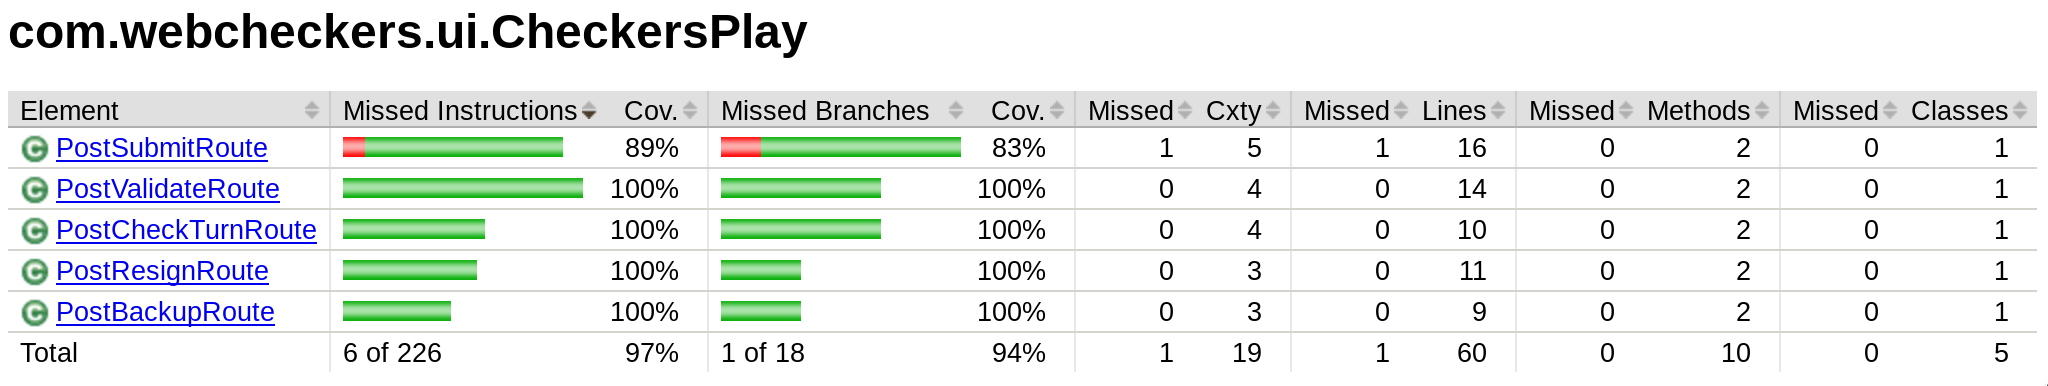 com.webcheckers.ui.CheckersPlay
Element Missed Instructions Cov. Missed Branches Cov. Missed Cxty Missed Lines Missed Methods Missed Classes
C PostSubmitRoute 89% 83% 1 5 1 16 0 2 0 1
C PostValidateRoute 100% 100% 0 4 0 14 0 2 0 1
C PostCheckTurnRoute 100% 100% 0 4 0 10 0 2 0 1
C PostResignRoute 100% 100% 0 3 0 11 0 2 0 1
C PostBackupRoute 100% 100% 0 3 0 9 0 2 0 1
Total 6 of 226 97% 1 of 18 94% 1 19 1 60 0 10 0 5